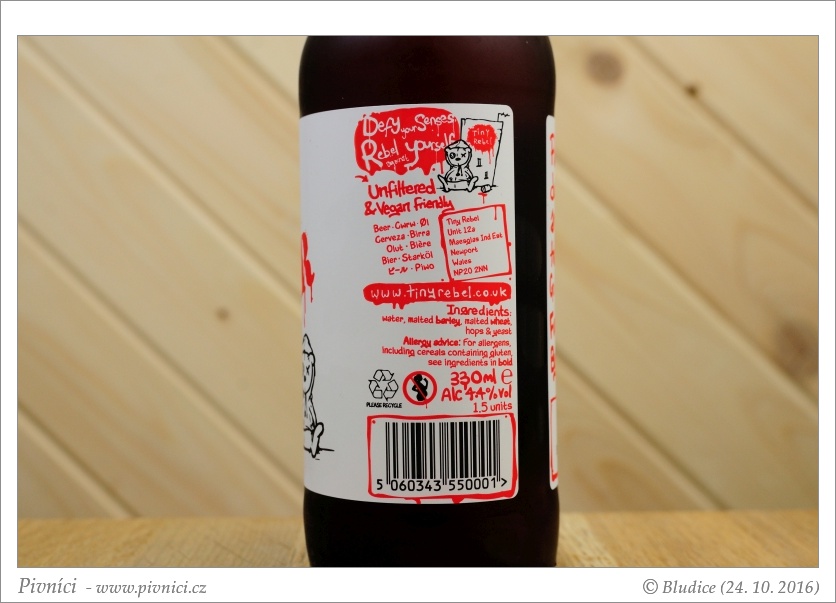 Defy your Senses.
Rebel against yourself
Tiny
Rebel
Unfiltered
& Vegan friendly
Beer · Cwrw · Øl
Cerveza · Birra
Olut · Bière
Bier · Starköl
ビール · Piwo
Tiny Rebel
Unit 12a
Maesglas Ind Est
Newport
Wales
NP20 2NN
www.tinyrebel.co.uk
Ingredients:
water, malted barley, malted wheat,
hops & yeast
Allergy advice: For allergens,
including cereals containing gluten,
see ingredients in bold
PLEASE RECYCLE
330ml e
Alc 4.4% vol
1.5 units
5 060343 550001 >
Pivníci - www.pivnici.cz
© Bludice (24. 10. 2016)